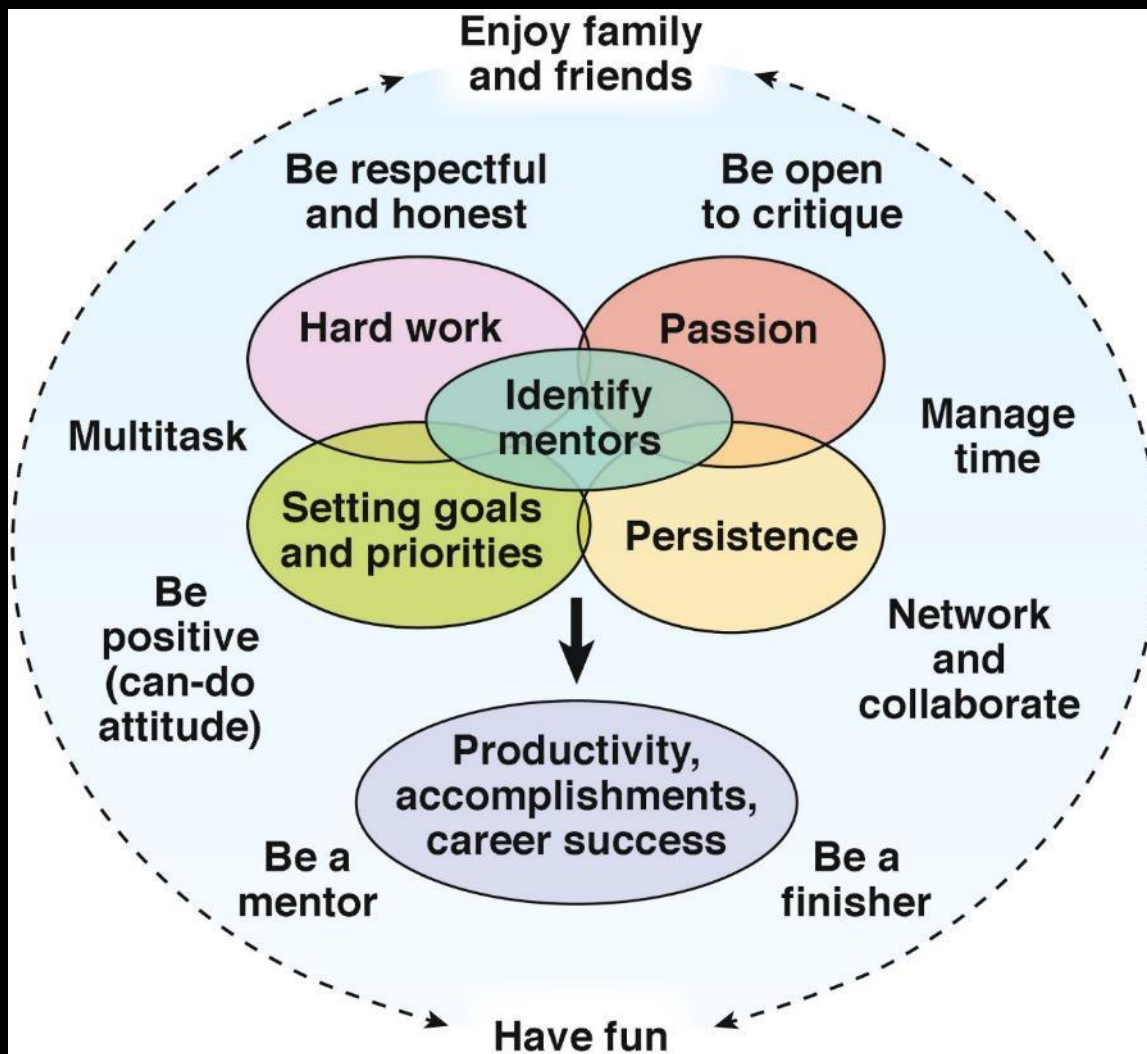 Enjoy family
and friends
Be respectful
and honest
Be open
to critique
Hard work
Passion
Identify
mentors
Multitask
Manage
time
Setting goals
and priorities
Persistence
Be
positive
(can-do
attitude)
Network
and
collaborate
Productivity,
accomplishments,
career success
Be a
mentor
Be a
finisher
Have fun